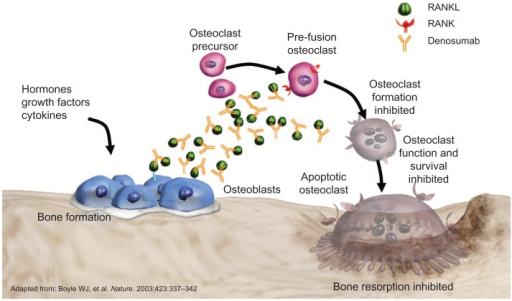 RANKL
RANK
Denosumab
Osteoclast
precursor
Pre-fusion
osteoclast
Hormones
growth factors
cytokines
Osteoclast
formation
inhibited
Osteoclast
function and
survival
inhibited
Osteoblasts
Apoptotic
osteoclast
Bone formation
Bone resorption inhibited
Adapted from: Boyle WJ, et al. Nature. 2003;423:337–342